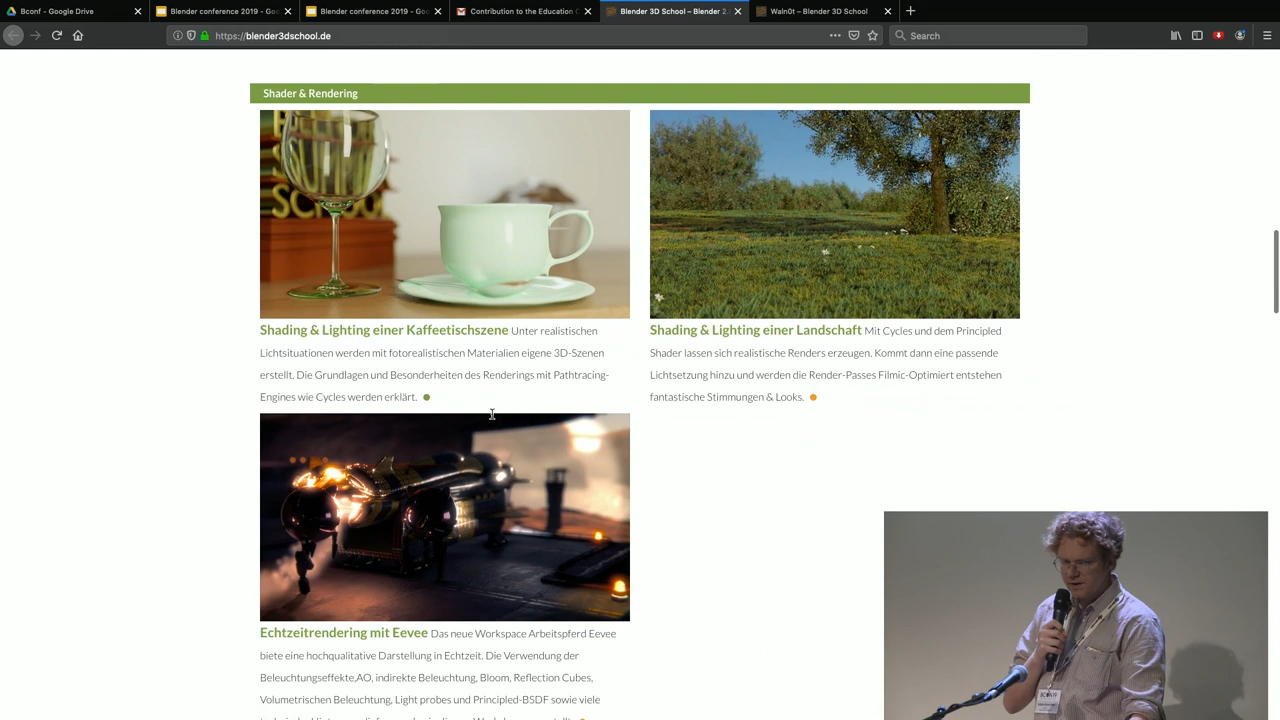 Bconf - Google Drive
Blender conference 2019 - Goo
Blender conference 2019 - Goo
Contribution to the Education C
Blender 3D School – Blender 2.
Waln0t – Blender 3D School
https://blender3dschool.de
Search
Shader & Rendering
Shading & Lighting einer Kaffeetischszene Unter realistischen
Lichtsituationen werden mit fotorealistischen Materialien eigene 3D-Szenen
erstellt. Die Grundlagen und Besonderheiten des Renderings mit Pathtracing-
Engines wie Cycles werden erklärt.
Shading & Lighting einer Landschaft Mit Cycles und dem Principled
Shader lassen sich realistische Renders erzeugen. Kommt dann eine passende
Lichtsetzung hinzu und werden die Render-Passes Filmic-Optimiert entstehen
fantastische Stimmungen & Looks.
Echtzeitrendering mit Eevee Das neue Workspace Arbeitspferd Eevee
biete eine hochqualitative Darstellung in Echtzeit. Die Verwendung der
Beleuchtungseffekte,AO, indirekte Beleuchtung, Bloom, Reflection Cubes,
Volumetrischen Beleuchtung, Light probes und Principled-BSDF sowie viele